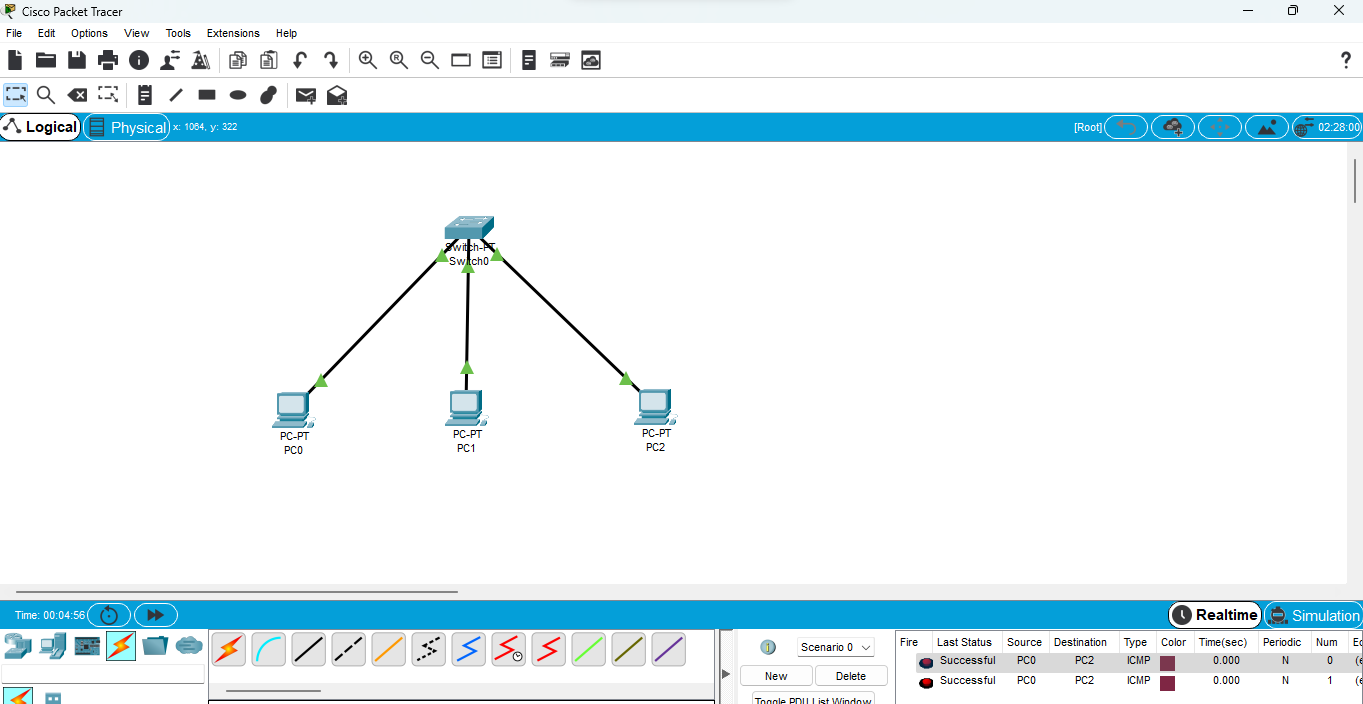 Cisco Packet Tracer
File Edit Options View Tools Extensions Help
Logical Physical x: 1064, y: 322 [Root] 02:28:00
Switch-PT
Switch0
PC-PT PC-PT PC-PT
PC0 PC1 PC2
Time: 00:04:56 Realtime Simulation
Scenario 0 Fire Last Status Source Destination Type Color Time(sec) Periodic Num
Successful PC0 PC2 ICMP 0.000 N 0 (e
New Delete Successful PC0 PC2 ICMP 0.000 N 1 (e
Toggle PDU List Window